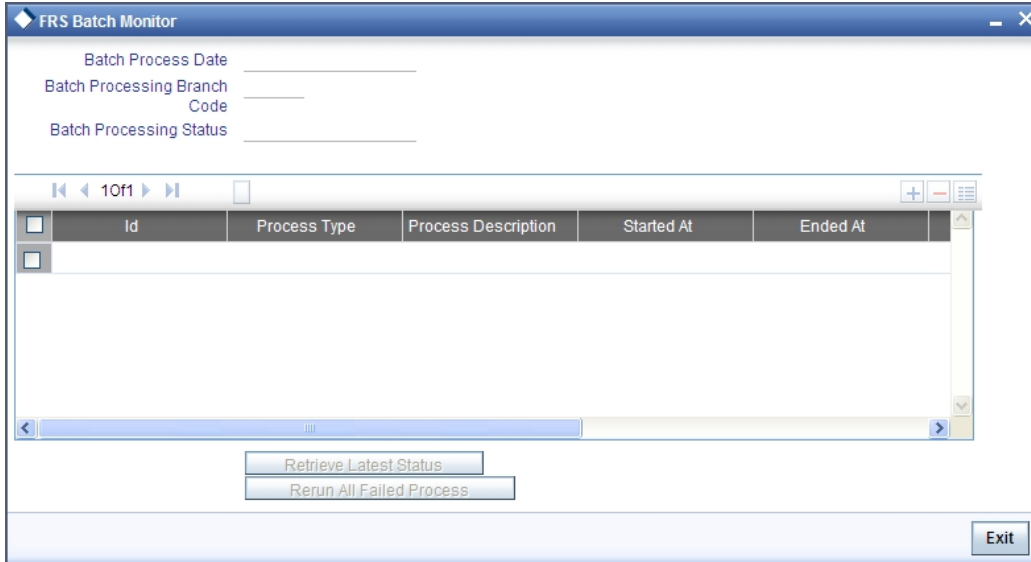 FRS Batch Monitor
Batch Process Date
Batch Processing Branch
Code
Batch Processing Status
1Of1
Id Process Type Process Description Started At Ended At
Retrieve Latest Status
Rerun All Failed Process
Exit